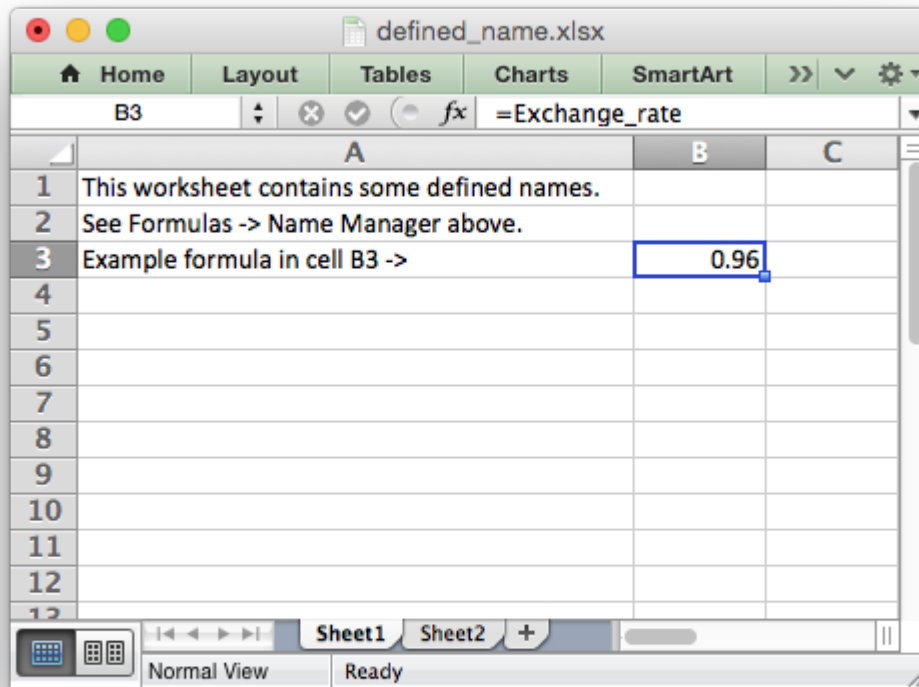 defined_name.xlsx
Home Layout Tables Charts SmartArt
B3 fx =Exchange_rate
A B C
1 This worksheet contains some defined names.
2 See Formulas -> Name Manager above.
3 Example formula in cell B3 -> 0.96
4
5
6
7
8
9
10
11
12
13
Sheet1 Sheet2 +
Normal View Ready